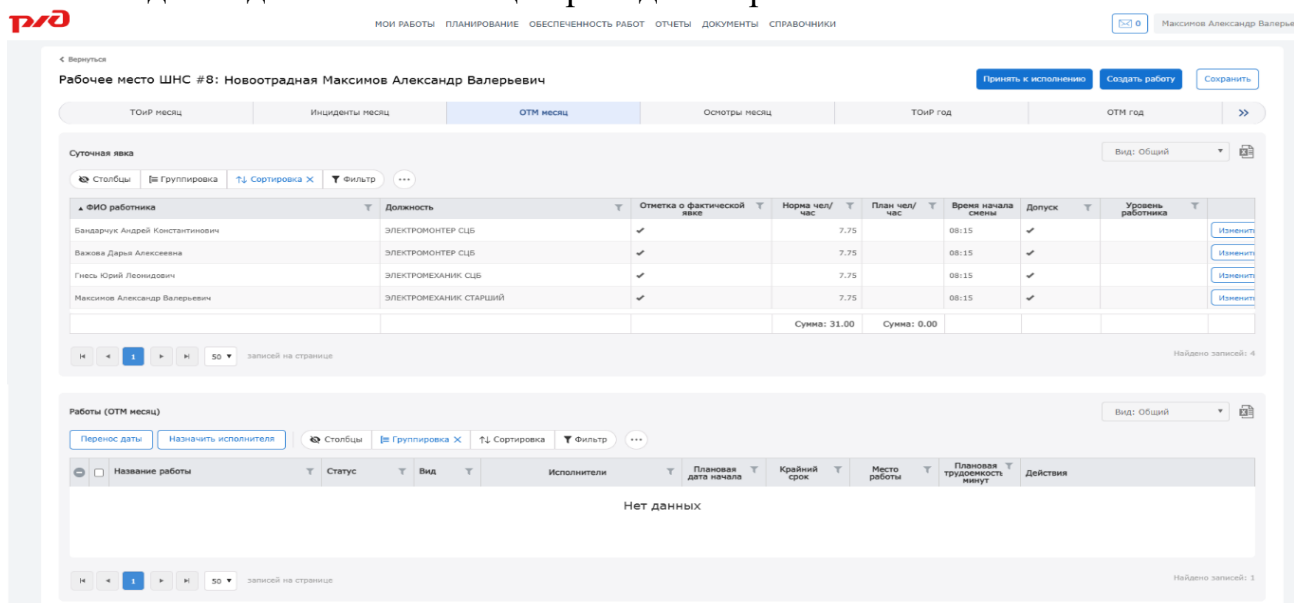 ржд
МОИ РАБОТЫ ПЛАНИРОВАНИЕ ОБЕСПЕЧЕННОСТЬ РАБОТ ОТЧЕТЫ ДОКУМЕНТЫ СПРАВОЧНИКИ
0 Максимов Александр Валерье
Вернуться
Рабочее место ШНС #8: Новоотрадная Максимов Александр Валерьевич
Принять к исполнению Создать работу Сохранить
ТОиР месяц Инциденты месяц ОТМ месяц Осмотры месяц ТОиР год ОТМ год
Суточная явка Вид: Общий
Столбцы Группировка Сортировка Фильтр ...
ФИО работника Должность Отметка о фактической явке Норма чел/час План чел/час Время начала смены Допуск Уровень работника
Бандарчук Андрей Константинович ЭЛЕКТРОМОНТЕР СЦБ ✔ 7.75 08:15 ✔ Изменить
Важова Дарья Алексеевна ЭЛЕКТРОМОНТЕР СЦБ ✔ 7.75 08:15 ✔ Изменить
Гнесь Юрий Леонидович ЭЛЕКТРОМЕХАНИК СЦБ ✔ 7.75 08:15 ✔ Изменить
Максимов Александр Валерьевич ЭЛЕКТРОМЕХАНИК СТАРШИЙ ✔ 7.75 08:15 ✔ Изменить
Сумма: 31.00 Сумма: 0.00
1 50 записей на странице Найдено записей: 4
Работы (ОТМ месяц) Вид: Общий
Перенос даты Назначить исполнителя Столбцы Группировка Сортировка Фильтр ...
Название работы Статус Вид Исполнители Плановая дата начала Крайний срок Место работы Плановая трудоемкость минут Действия
Нет данных
1 50 записей на странице Найдено записей: 1